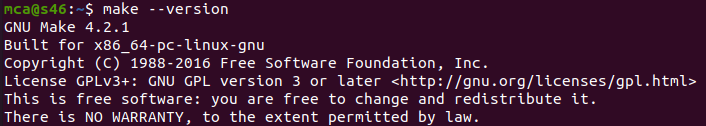 mca@s46:~$ make --version
GNU Make 4.2.1
Built for x86_64-pc-linux-gnu
Copyright (C) 1988-2016 Free Software Foundation, Inc.
License GPLv3+: GNU GPL version 3 or later <http://gnu.org/licenses/gpl.html>
This is free software: you are free to change and redistribute it.
There is NO WARRANTY, to the extent permitted by law.